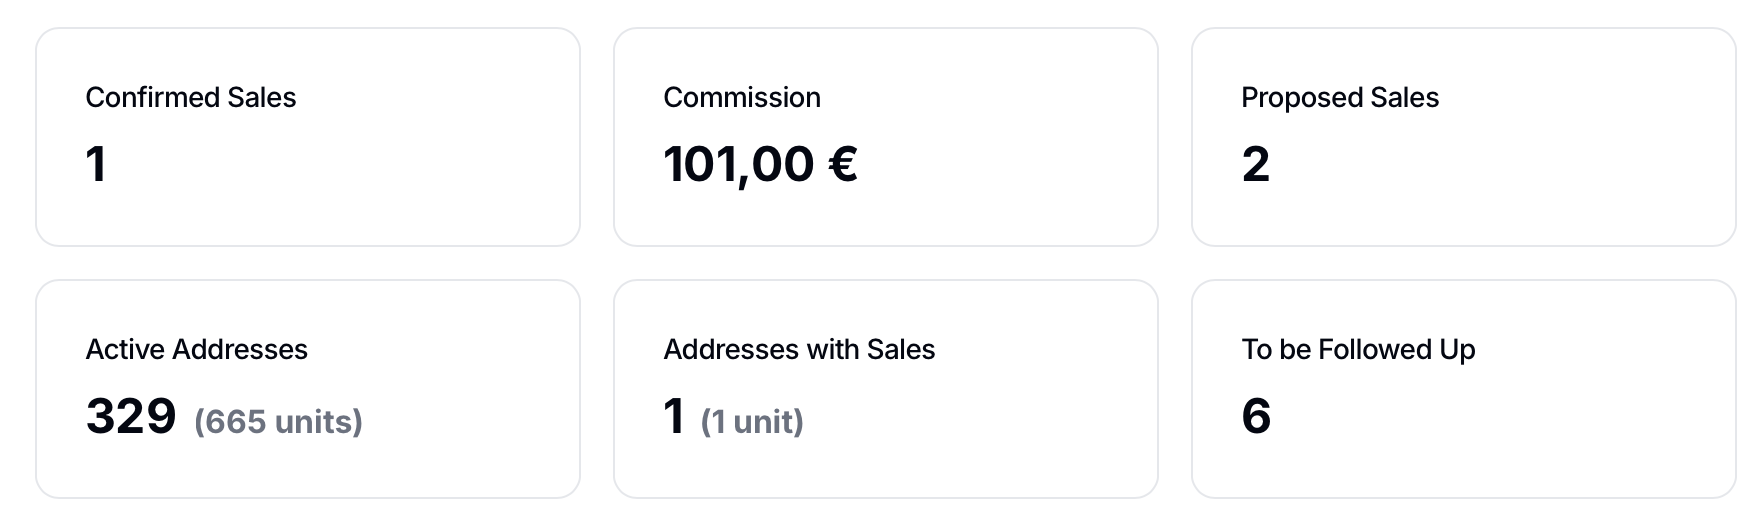 Confirmed Sales
1
Commission
101,00 €
Proposed Sales
2
Active Addresses
329 (665 units)
Addresses with Sales
1 (1 unit)
To be Followed Up
6